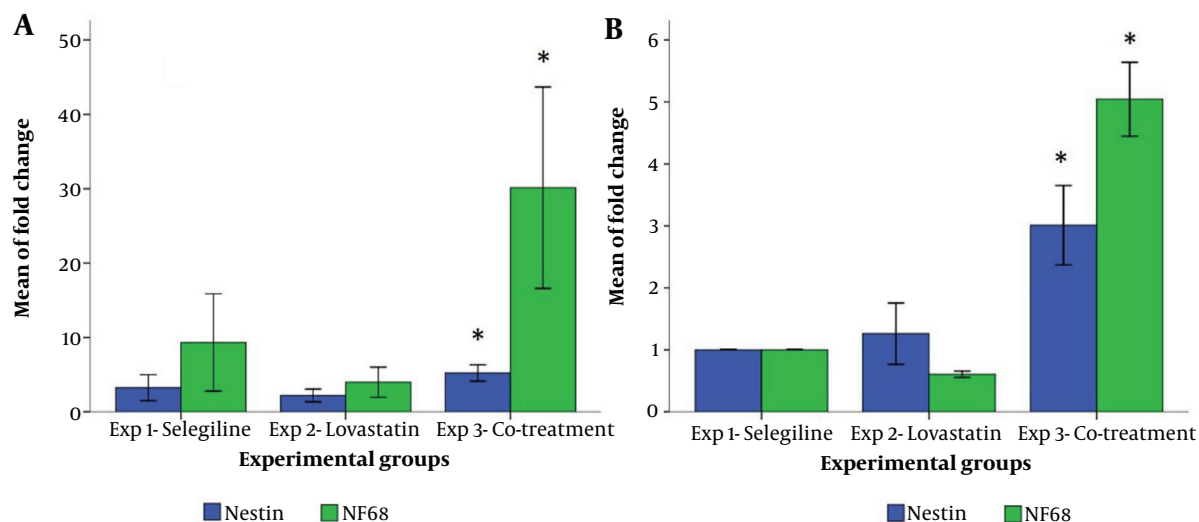 A
50
40
30
20
10
0
Mean of fold change
*
*
Exp 1- Selegiline Exp 2- Lovastatin Exp 3- Co-treatment
Experimental groups
Nestin NF68
B
6
5
4
3
2
1
0
Mean of fold change
*
*
Exp 1- Selegiline Exp 2- Lovastatin Exp 3- Co-treatment
Experimental groups
Nestin NF68